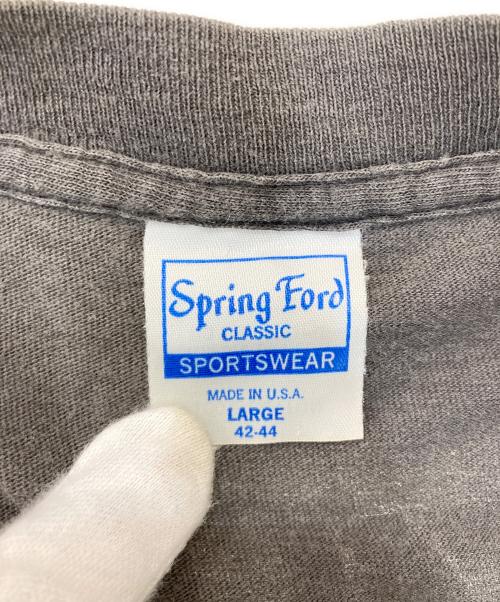 Spring Ford
CLASSIC
SPORTSWEAR
MADE IN U.S.A.
LARGE
42-44